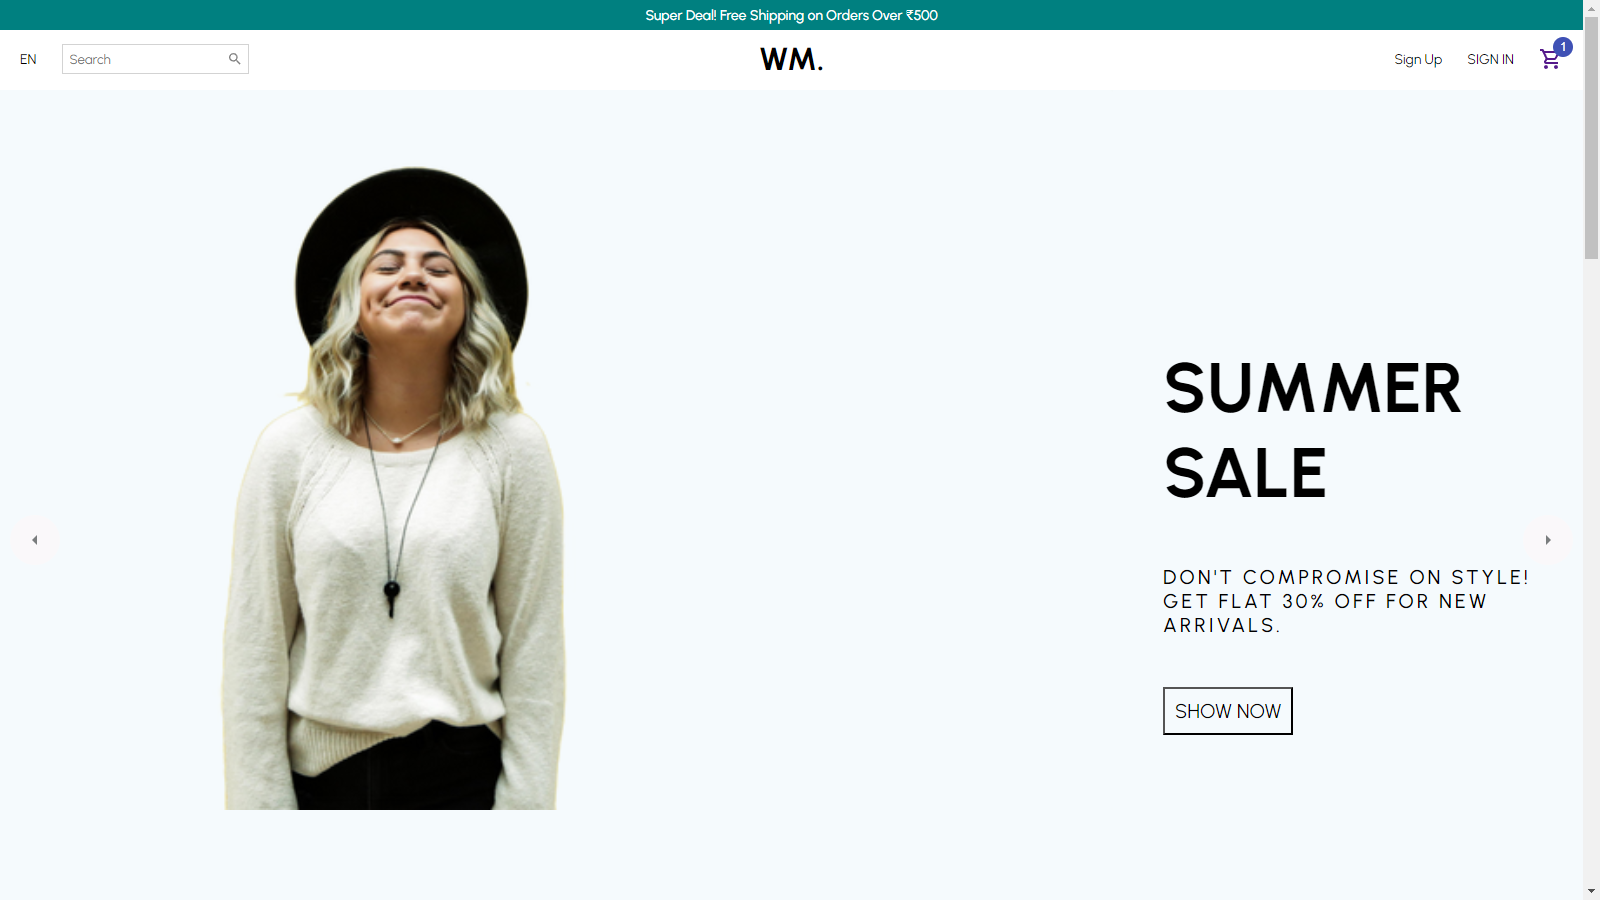 Super Deal! Free Shipping on Orders Over ₹500
EN
Search
WM.
Sign Up
SIGN IN
1
SUMMER
SALE
DON'T COMPROMISE ON STYLE!
GET FLAT 30% OFF FOR NEW
ARRIVALS.
SHOW NOW